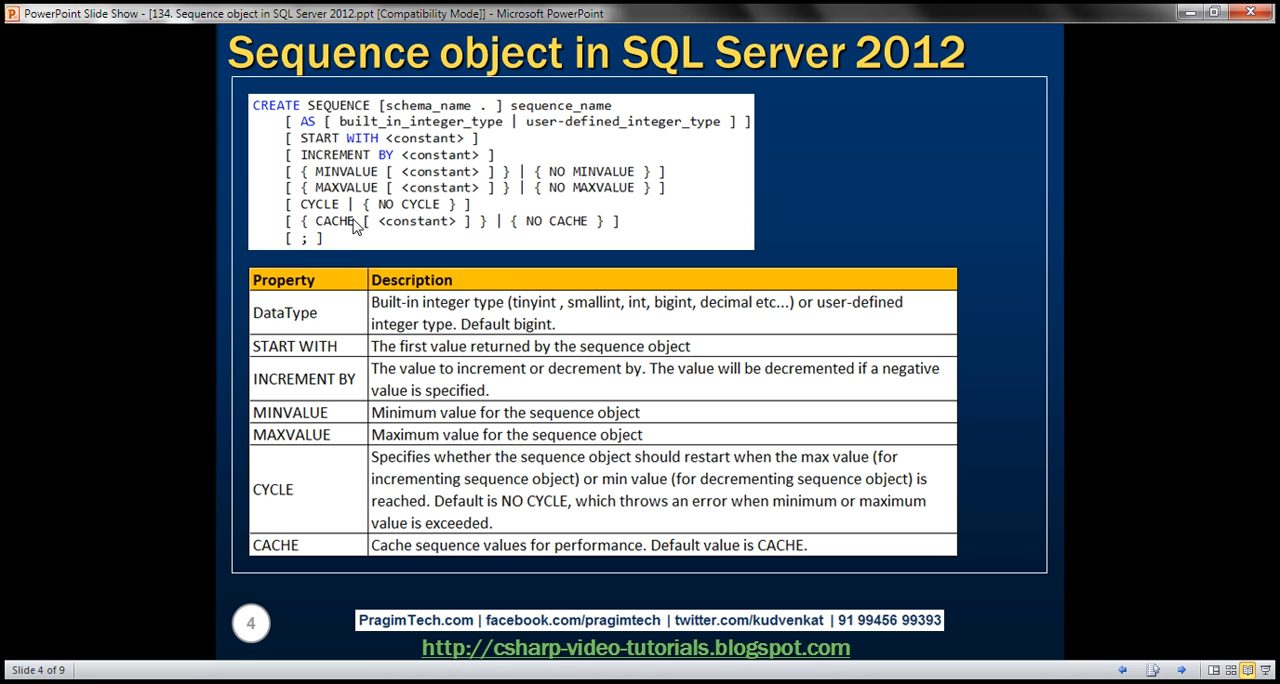 PowerPoint Slide Show - [134. Sequence object in SQL Server 2012.ppt [Compatibility Mode]] - Microsoft PowerPoint
Sequence object in SQL Server 2012
CREATE SEQUENCE [schema_name . ] sequence_name
[ AS [ built_in_integer_type | user-defined_integer_type ] ]
[ START WITH <constant> ]
[ INCREMENT BY <constant> ]
[ { MINVALUE [ <constant> ] } | { NO MINVALUE } ]
[ { MAXVALUE [ <constant> ] } | { NO MAXVALUE } ]
[ CYCLE | { NO CYCLE } ]
[ { CACHE [ <constant> ] } | { NO CACHE } ]
[ ; ]
Property Description
DataType Built-in integer type (tinyint , smallint, int, bigint, decimal etc...) or user-defined
integer type. Default bigint.
START WITH The first value returned by the sequence object
INCREMENT BY The value to increment or decrement by. The value will be decremented if a negative
value is specified.
MINVALUE Minimum value for the sequence object
MAXVALUE Maximum value for the sequence object
CYCLE Specifies whether the sequence object should restart when the max value (for
incrementing sequence object) or min value (for decrementing sequence object) is
reached. Default is NO CYCLE, which throws an error when minimum or maximum
value is exceeded.
CACHE Cache sequence values for performance. Default value is CACHE.
4
PragimTech.com | facebook.com/pragimtech | twitter.com/kudvenkat | 91 99456 99393
http://csharp-video-tutorials.blogspot.com
Slide 4 of 9